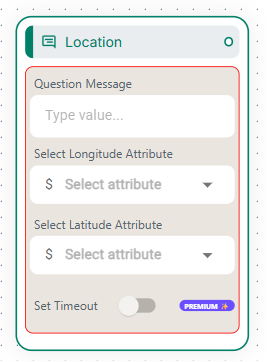 Location
Question Message
Type value...
Select Longitude Attribute
$ Select attribute
Select Latitude Attribute
$ Select attribute
Set Timeout PREMIUM ✨